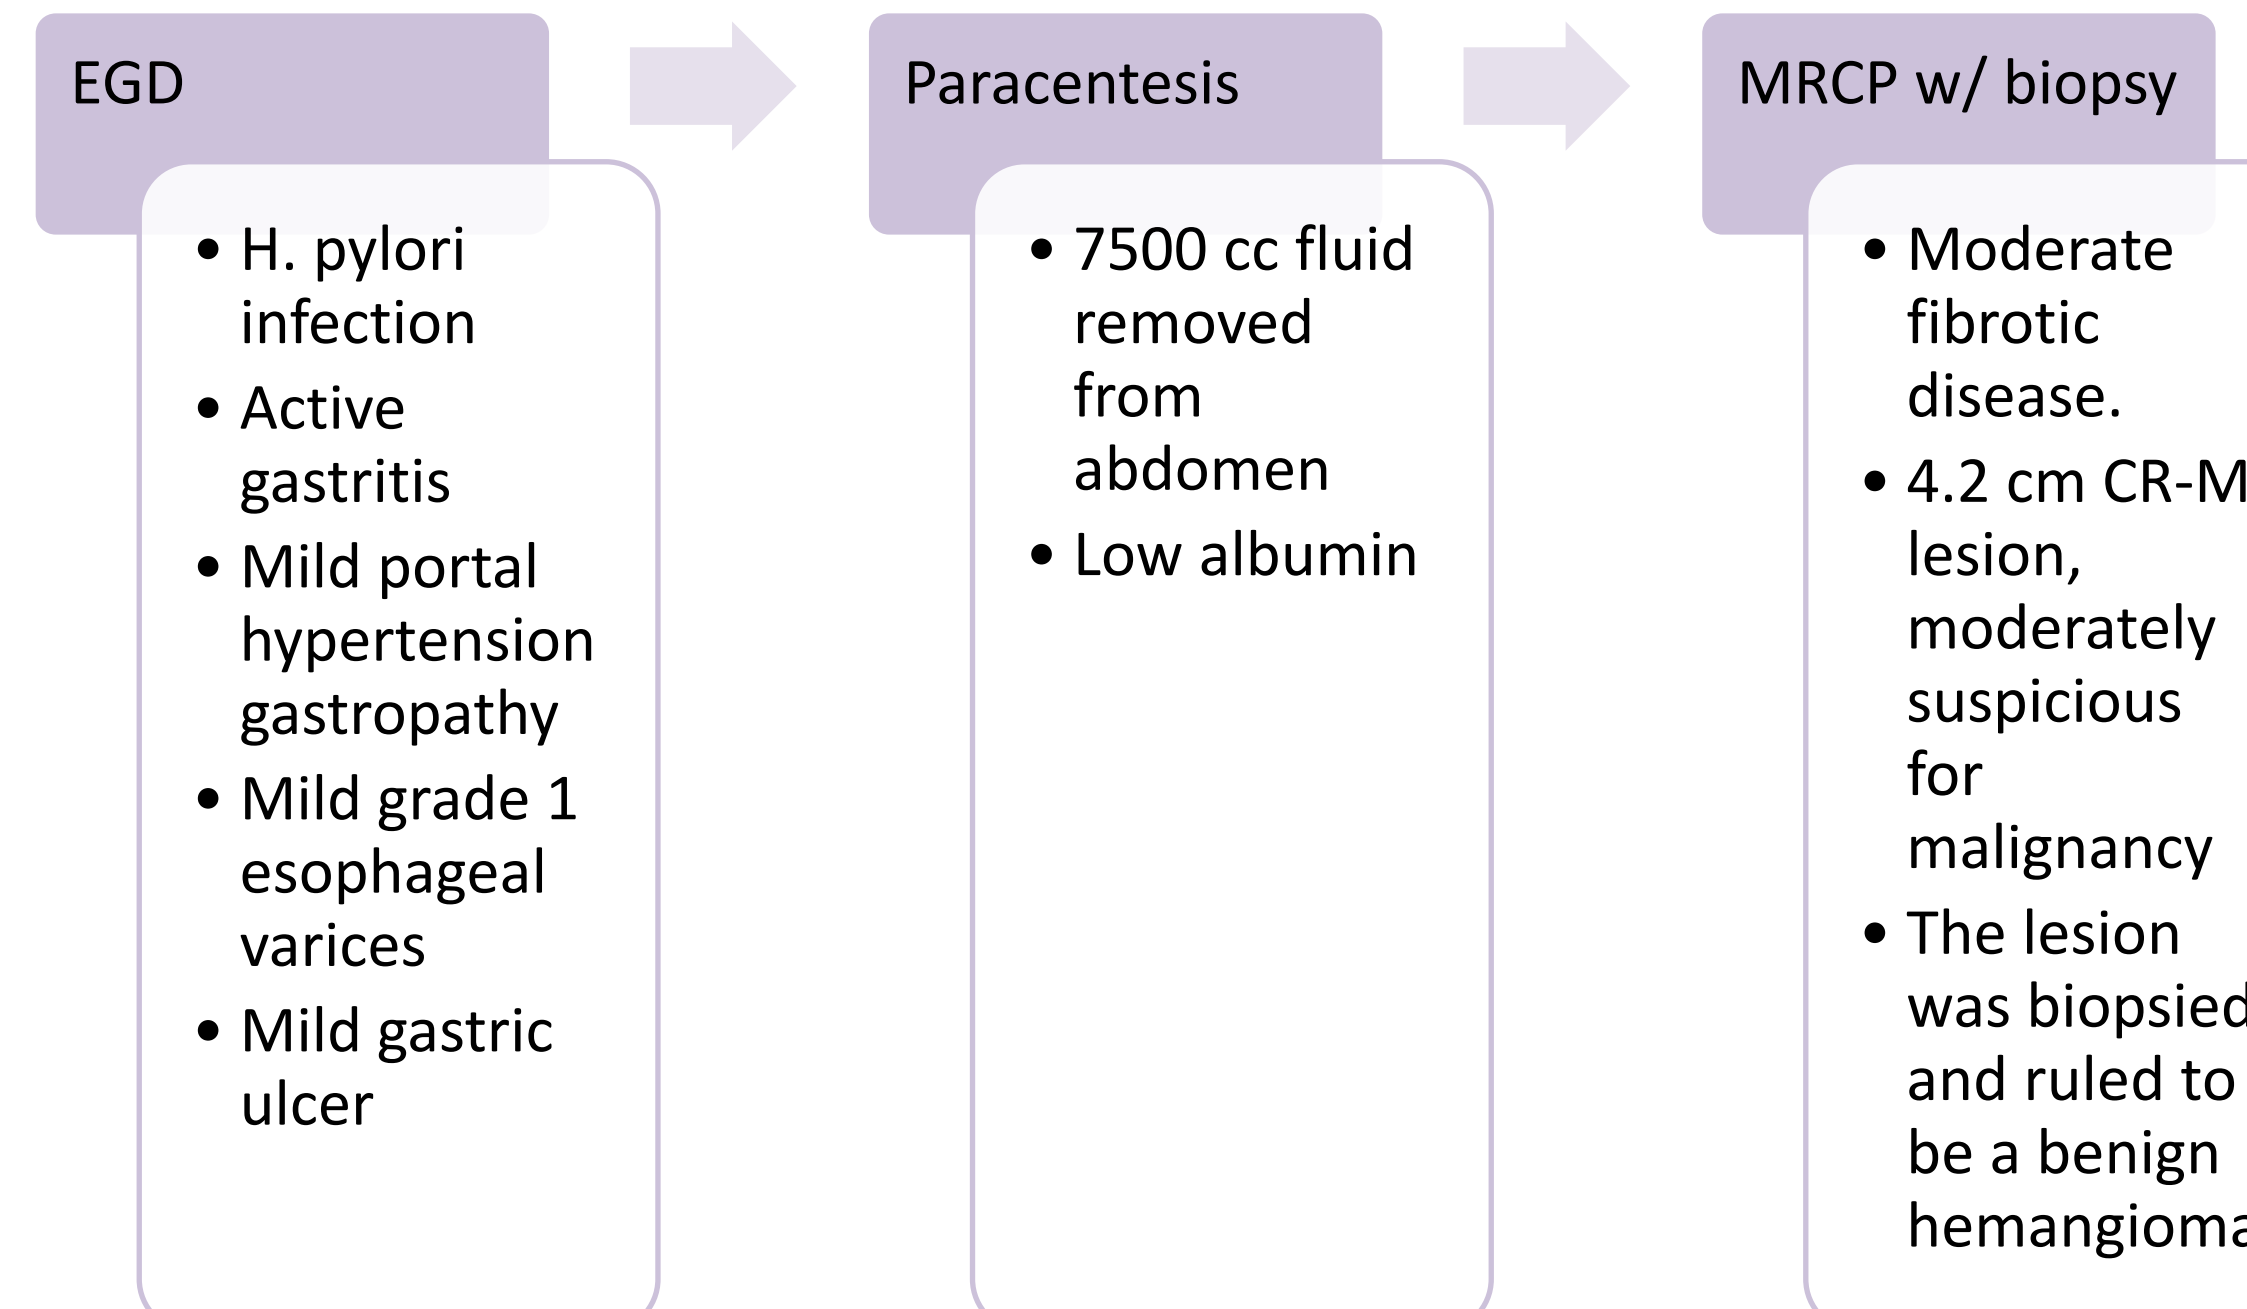 EGD
• H. pylori
infection
• Active
gastritis
• Mild portal
hypertension
gastropathy
• Mild grade 1
esophageal
varices
• Mild gastric
ulcer
Paracentesis
• 7500 cc fluid
removed
from
abdomen
• Low albumin
MRCP w/ biopsy
• Moderate
fibrotic
disease.
• 4.2 cm CR-M
lesion,
moderately
suspicious
for
malignancy
• The lesion
was biopsied
and ruled to
be a benign
hemangioma